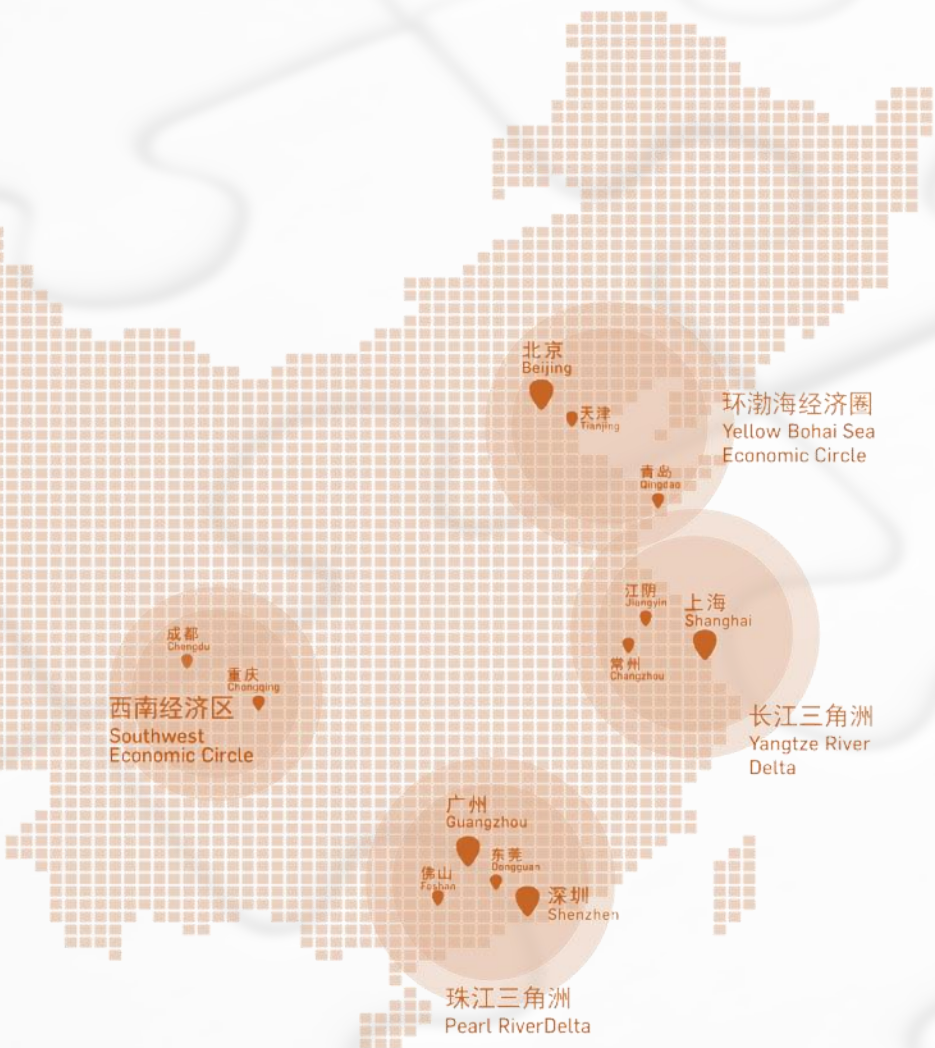 北京
Beijing
天津
Tianjing
环渤海经济圈
Yellow Bohai Sea
Economic Circle
青岛
Qingdao
江阴
Jiangyin
上海
Shanghai
常州
Changzhou
成都
Chengdu
重庆
Chongqing
西南经济区
Southwest
Economic Circle
长江三角洲
Yangtze River
Delta
广州
Guangzhou
东莞
Dongguan
佛山
Foshan
深圳
Shenzhen
珠江三角洲
Pearl RiverDelta